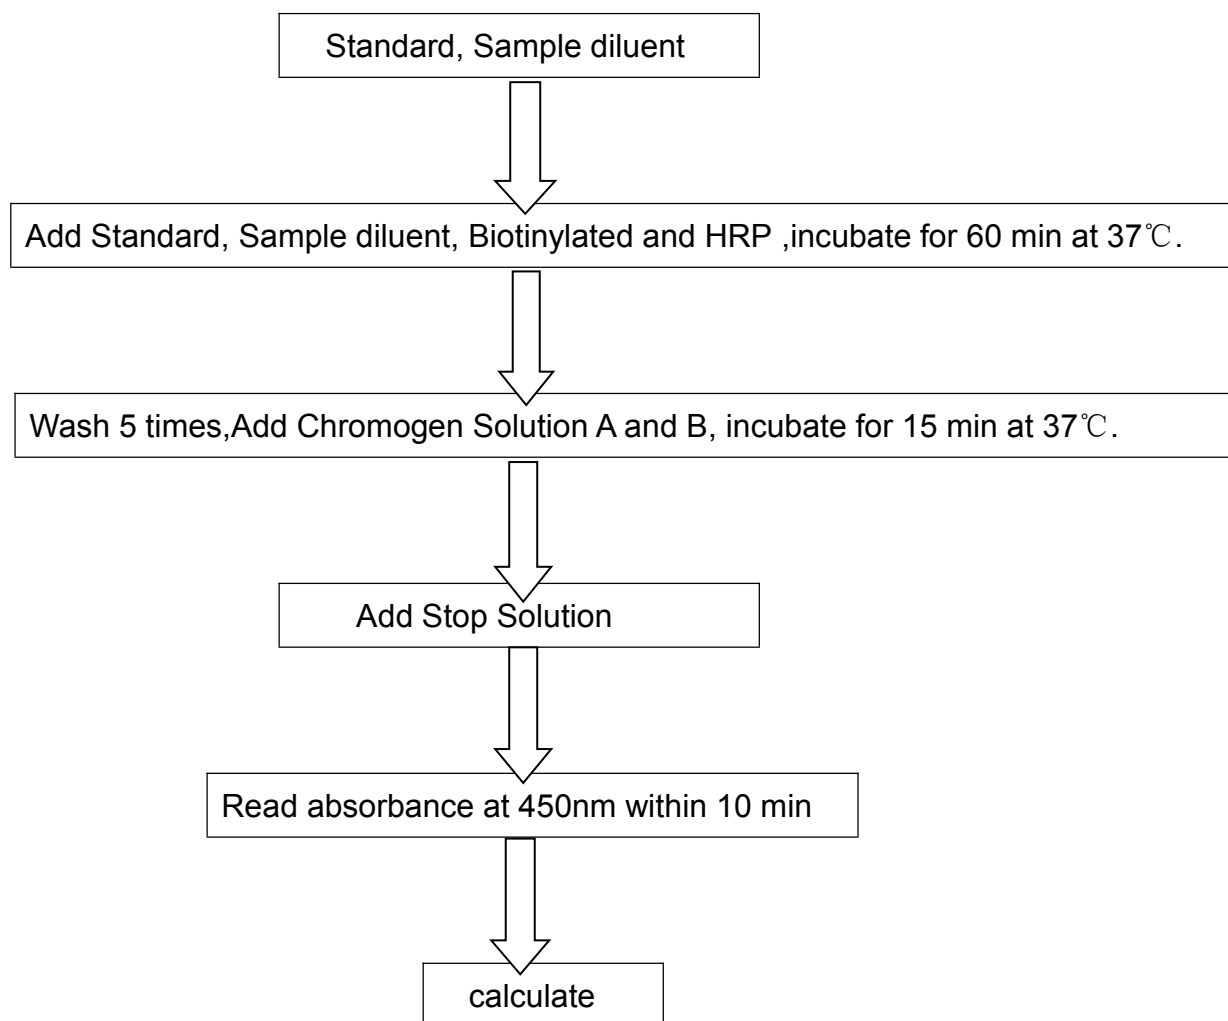 Standard, Sample diluent
Add Standard, Sample diluent, Biotinylated and HRP ,incubate for 60 min at 37℃.
Wash 5 times,Add Chromogen Solution A and B, incubate for 15 min at 37℃.
Add Stop Solution
Read absorbance at 450nm within 10 min
calculate